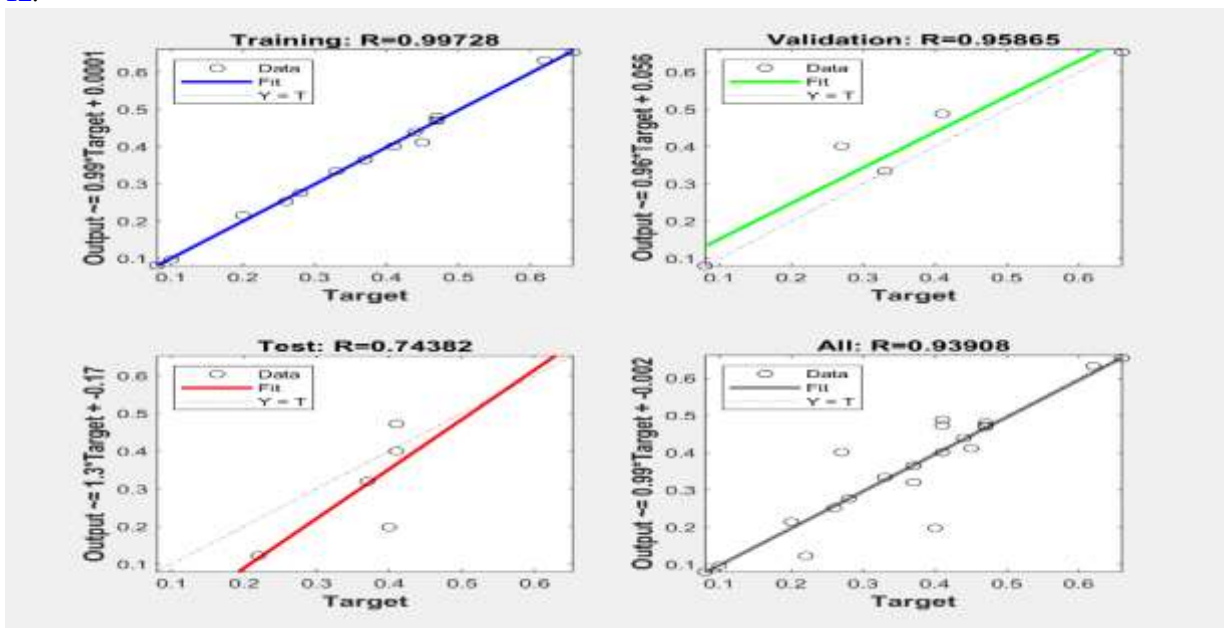 12.
Training: R=0.99728
Output ~= 0.99*Target + 0.0001
Data
Fit
Y = T
0.6
0.5
0.4
0.3
0.2
0.1
0.1 0.2 0.3 0.4 0.5 0.6
Target
Validation: R=0.95865
Output ~= 0.96*Target + 0.056
Data
Fit
Y = T
0.6
0.5
0.4
0.3
0.2
0.1
0.1 0.2 0.3 0.4 0.5 0.6
Target
Test: R=0.74382
Output ~= 1.3*Target + -0.17
Data
Fit
Y = T
0.6
0.5
0.4
0.3
0.2
0.1
0.1 0.2 0.3 0.4 0.5 0.6
Target
All: R=0.93908
Output ~= 0.99*Target + -0.002
Data
Fit
Y = T
0.6
0.5
0.4
0.3
0.2
0.1
0.1 0.2 0.3 0.4 0.5 0.6
Target